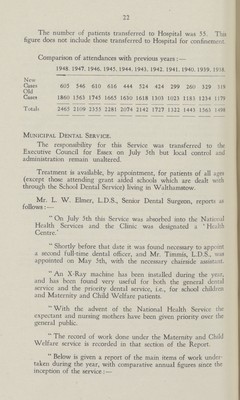 22
The number of patients transferred to Hospital was 55. This
figure does not include those transferred to Hospital for confinement.
Comparison of attendances with previous years:—
1948. 1947. 1946. 1945. 1944. 1943. 1942. 1941. 1940. 1939. 1938.
New
Cases 605 546 610 616 444 524 424 299 260 329 319
Old
Cases 1860 1563 1745 1665 1630 1618 1303 1023 1183 1234 1179
Totals 2465 2109 2355 2281 2074 2142 1727 1322 1443 1563 1498
MUNICIPAL DENTAL SERVICE.
The responsibility for this Service was transferred to the
Executive Council for Essex on July 5th but local control and
administration remain unaltered.
Treatment is available, by appointment, for patients of all ages
(except those attending grant aided schools which are dealt with
through the School Dental Service) living in Walthamstow.
Mr. L. W. Elmer, L.D.S., Senior Dental Surgeon, reports as
follows:—
" On July 5th this Service was absorbed into the National
Health Services and the Clinic was designated a ' Health
Centre.'
" Shortly before that date it was found necessary to appoint
a second full-time dental officer, and Mr. Timmis, L.D.S., was
appointed on May 5th, with the necessary chairside assistant.
" An X-Ray machine has been installed during the year,
and has been found very useful for both the general dental
service and the priority dental service, i.e., for school children
and Maternity and Child Welfare patients.
" With the advent of the National Health Service the
expectant and nursing mothers have been given priority over the
general public.
" The record of work done under the Maternity and Child
Welfare service is recorded in that section of the Report.
" Below is given a report of the main items of work under-
taken during the year, with comparative annual figures since the
inception of the service:—